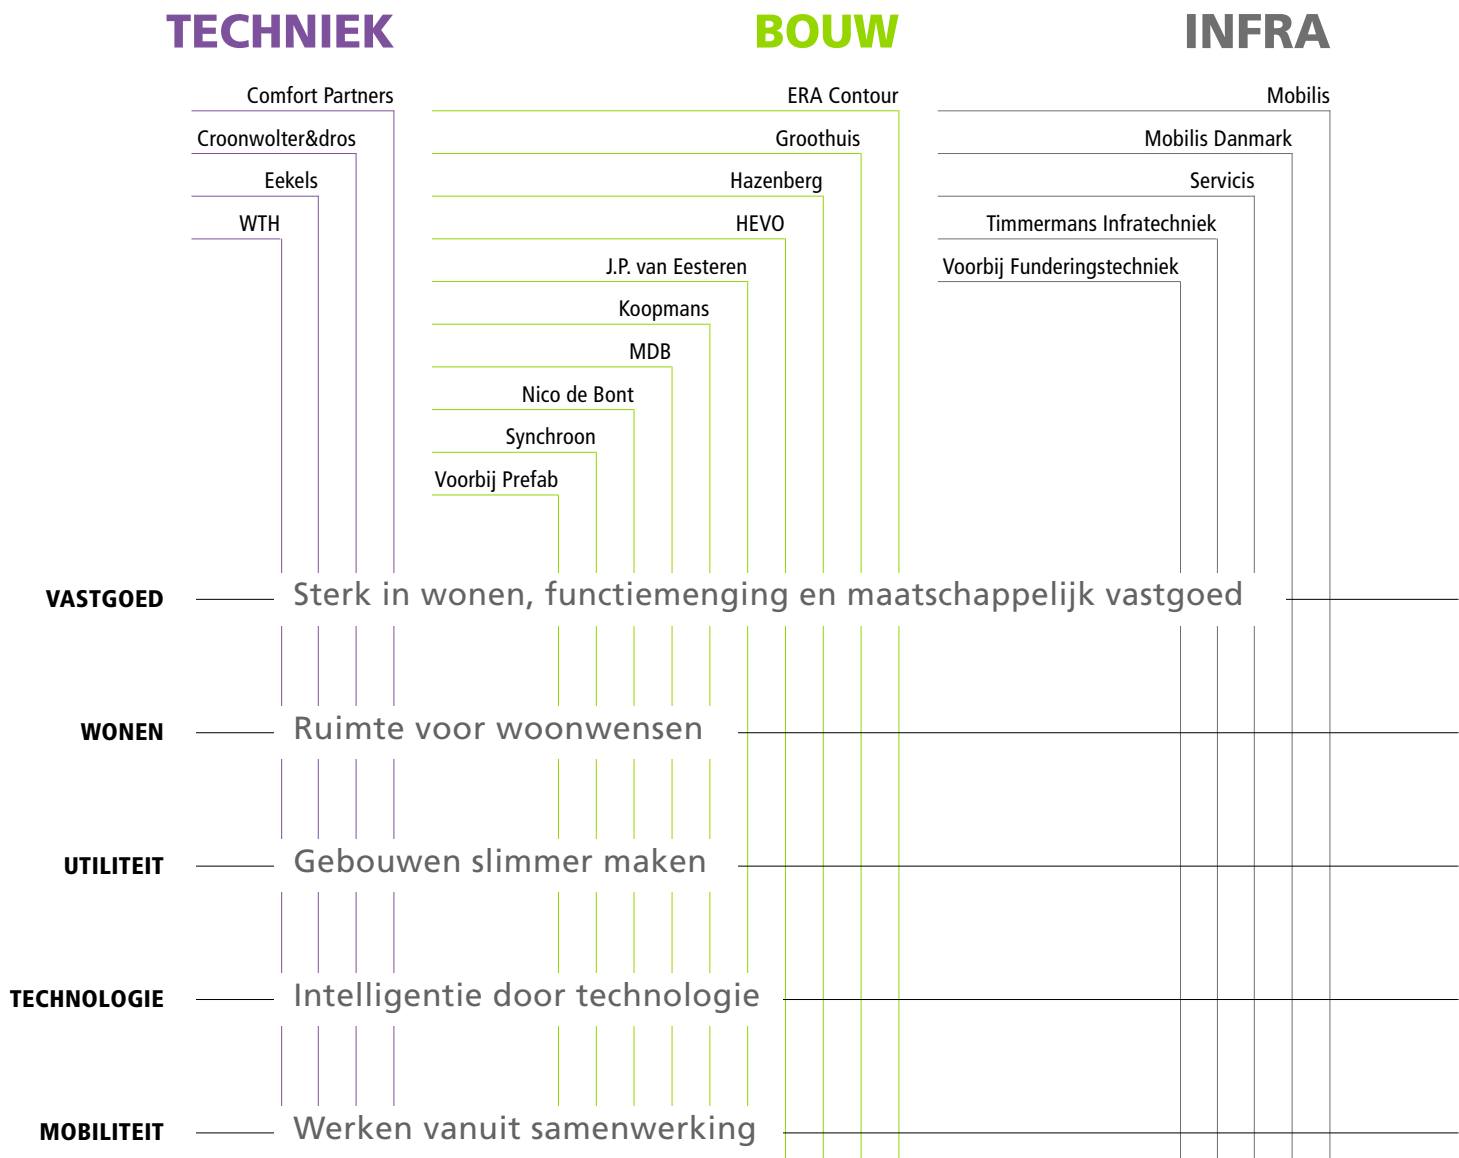 TECHNIEK
Comfort Partners
Croonwolter&dros
Eekels
WTH
BOUW
ERA Contour
Groothuis
Hazenberg
HEVO
J.P. van Eesteren
Koopmans
MDB
Nico de Bont
Synchroon
Voorbij Prefab
INFRA
Mobilis
Mobilis Danmark
Servicis
Timmermans Infratechniek
Voorbij Funderingstechniek
VASTGOED Sterk in wonen, functiemenging en maatschappelijk vastgoed
WONEN Ruimte voor woonwensen
UTILITEIT Gebouwen slimmer maken
TECHNOLOGIE Intelligentie door technologie
MOBILITEIT Werken vanuit samenwerking